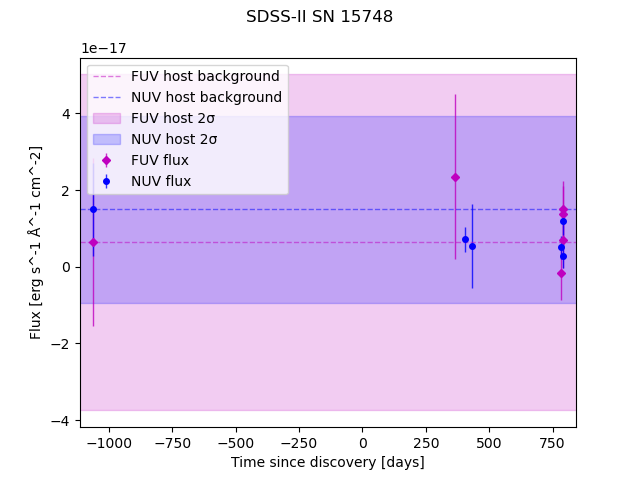 SDSS-II SN 15748
1e−17
FUV host background
NUV host background
FUV host 2σ
NUV host 2σ
FUV flux
NUV flux
4
2
0
−2
−4
Flux [erg s^-1 Å^-1 cm^-2]
−1000 −750 −500 −250 0 250 500 750
Time since discovery [days]